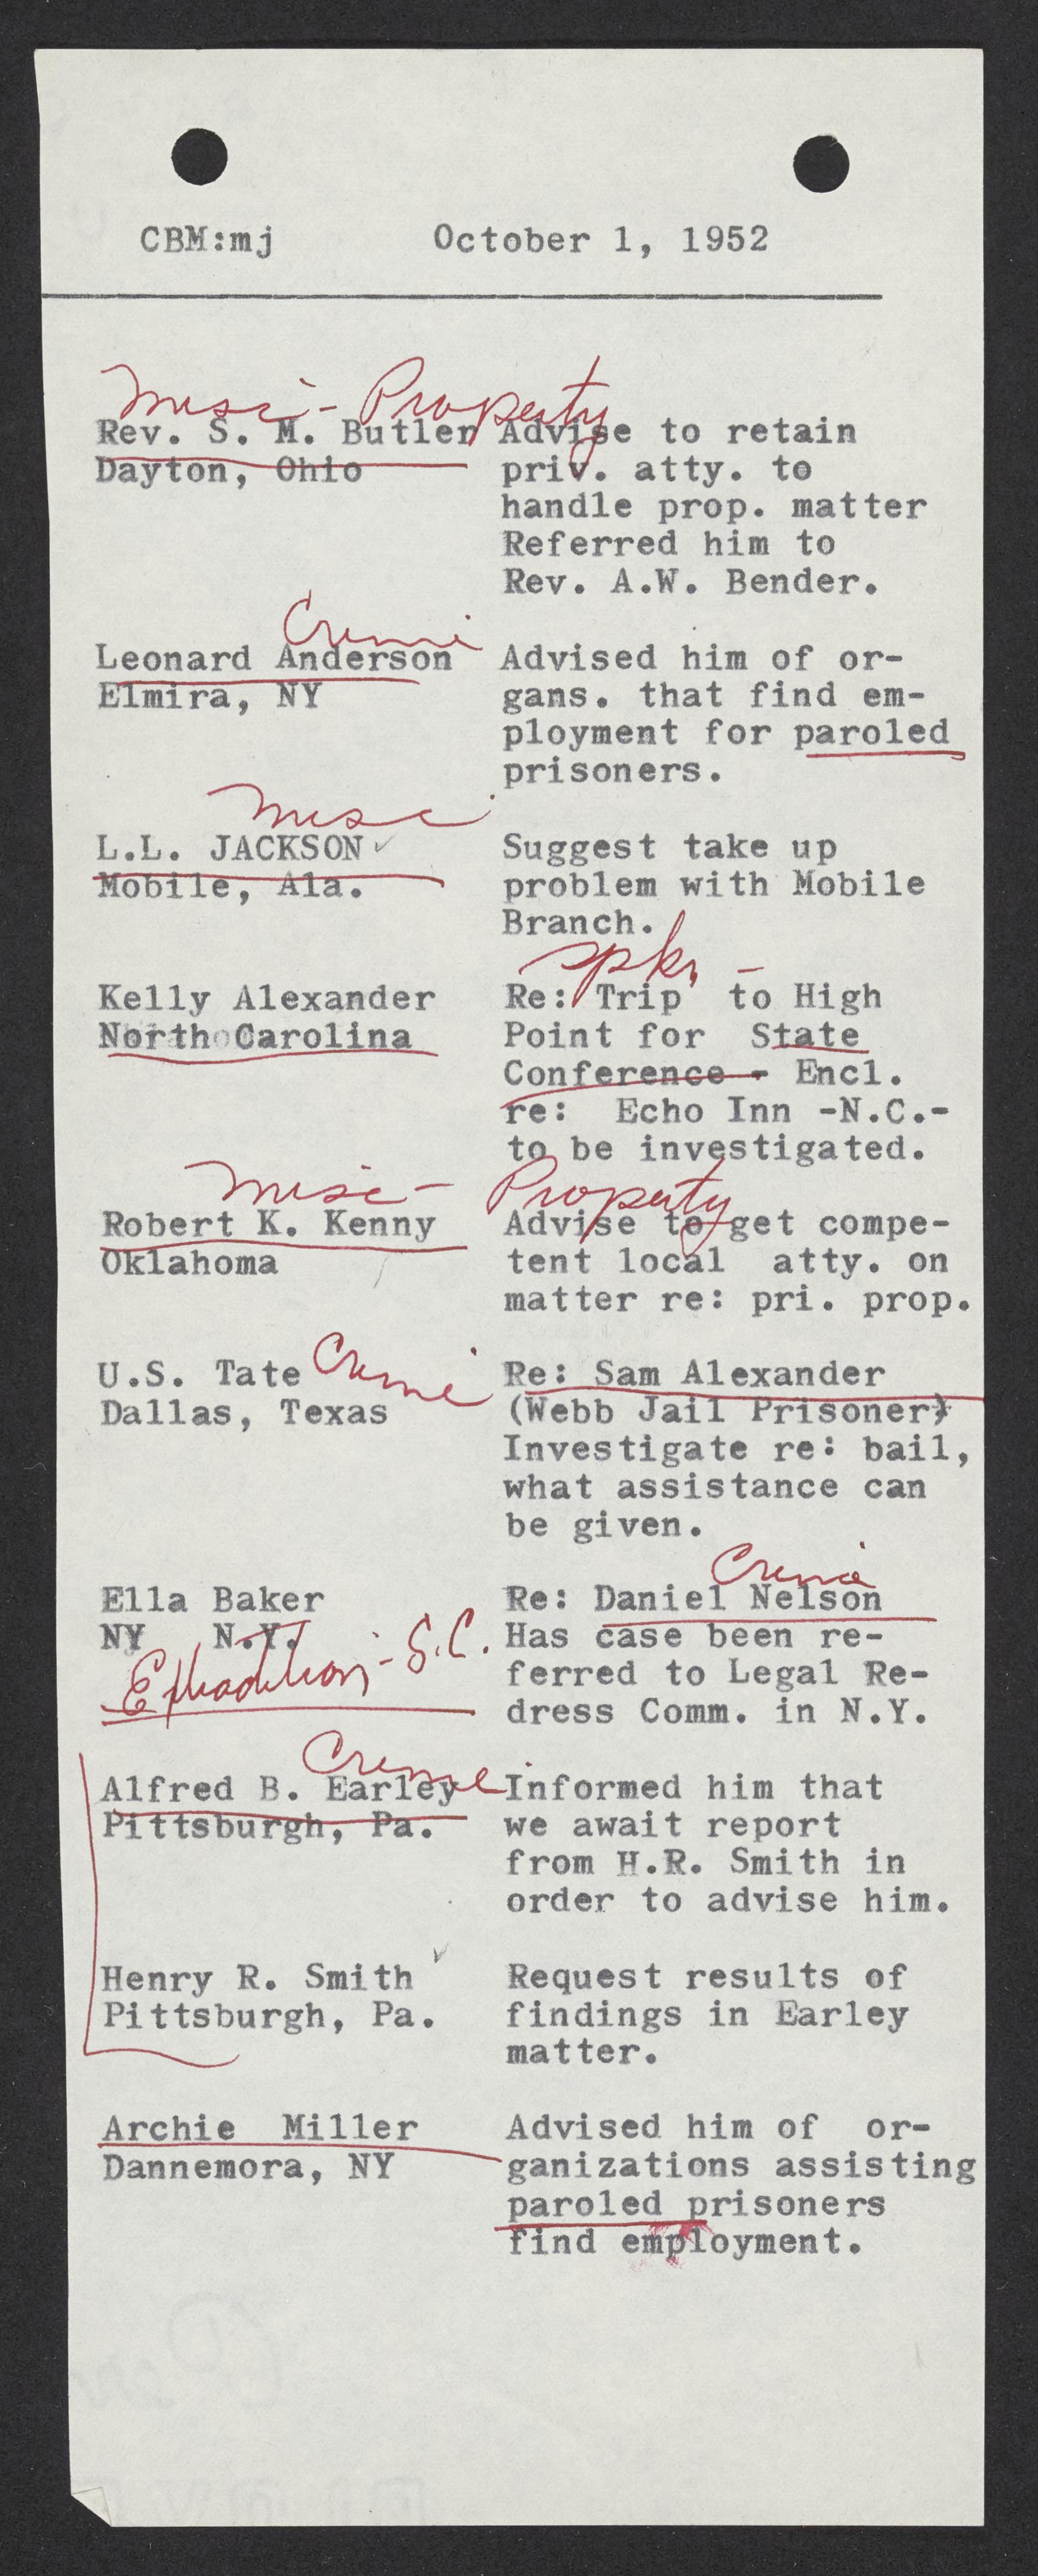 CBM:mj October 1, 1952
Misc - Property
Rev. S. M. Butler Advise to retain
Dayton, Ohio priv. atty. to
handle prop. matter
Referred him to
Rev. A.W. Bender.
Crime
Leonard Anderson Advised him of or-
Elmira, NY gans. that find em-
ployment for paroled
prisoners.
Misc
L.L. JACKSON ✓ Suggest take up
Mobile, Ala. problem with Mobile
Branch.
spkr -
Kelly Alexander Re: Trip to High
North Carolina Point for State
Conference - Encl.
re: Echo Inn -N.C.-
to be investigated.
Misc - Property
Robert K. Kenny Advise to get compe-
Oklahoma tent local atty. on
matter re: pri. prop.
U.S. Tate Crime Re: Sam Alexander
Dallas, Texas (Webb Jail Prisoner)
Investigate re: bail,
what assistance can
be given.
Crime
Ella Baker Re: Daniel Nelson
NY N.Y. Has case been re-
Extradition - S.C. ferred to Legal Re-
dress Comm. in N.Y.
Crime
Alfred B. Earley Informed him that
Pittsburgh, Pa. we await report
from H.R. Smith in
order to advise him.
Henry R. Smith ✓ Request results of
Pittsburgh, Pa. findings in Earley
matter.
Archie Miller Advised him of or-
Dannemora, NY ganizations assisting
paroled prisoners
find employment.